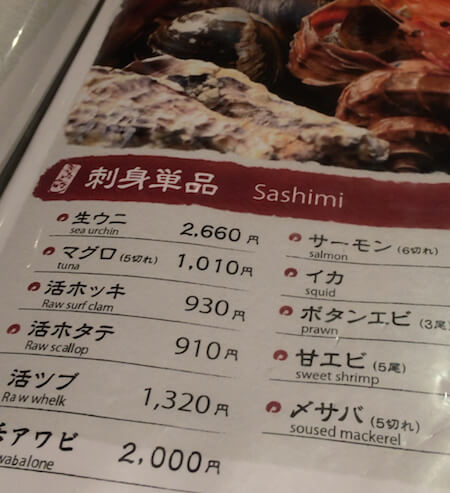 刺身単品 Sashimi
生ウニ 2,660円
sea urchin
マグロ (5切れ) 1,010円
tuna
活ホッキ 930円
Raw surf clam
活ホタテ 910円
Raw scallop
活ツブ 1,320円
Raw whelk
アワビ 2,000円
abalone
サーモン (6切れ)
salmon
イカ
squid
ボタンエビ (3尾
prawn
甘エビ (5尾)
sweet shrimp
〆サバ (5切れ)
soused mackerel